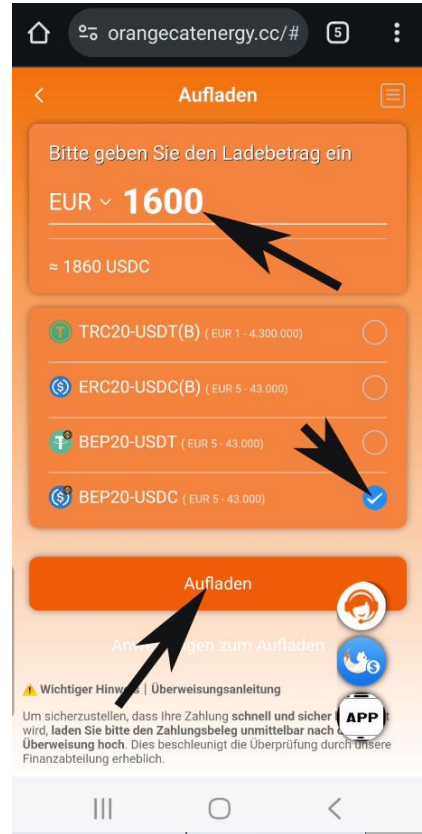 orangecatenergy.cc/#
5
Aufladen
Bitte geben Sie den Ladebetrag ein
EUR 1600
≈ 1860 USDC
TRC20-USDT(B) ( EUR 1 - 4.300.000)
ERC20-USDC(B) ( EUR 5 - 43.000)
BEP20-USDT ( EUR 5 - 43.000)
BEP20-USDC ( EUR 5 - 43.000)
Aufladen
zum Aufladen
Wichtiger | Überweisungsanleitung
APP
Um sicherzustellen, dass Ihre Zahlung schnell und sicher
wird, laden Sie bitte den Zahlungsbeleg unmittelbar nach
Überweisung hoch. Dies beschleunigt die Überprüfung durch unsere
Finanzabteilung erheblich.